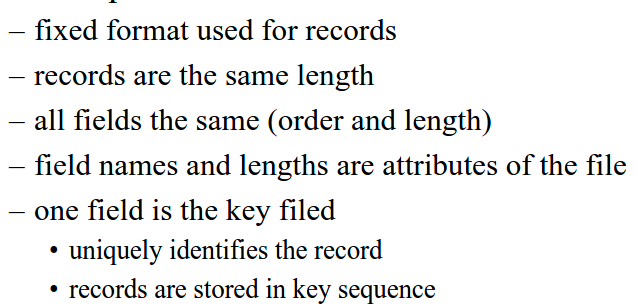 – fixed format used for records
– records are the same length
– all fields the same (order and length)
– field names and lengths are attributes of the file
– one field is the key filed
• uniquely identifies the record
• records are stored in key sequence